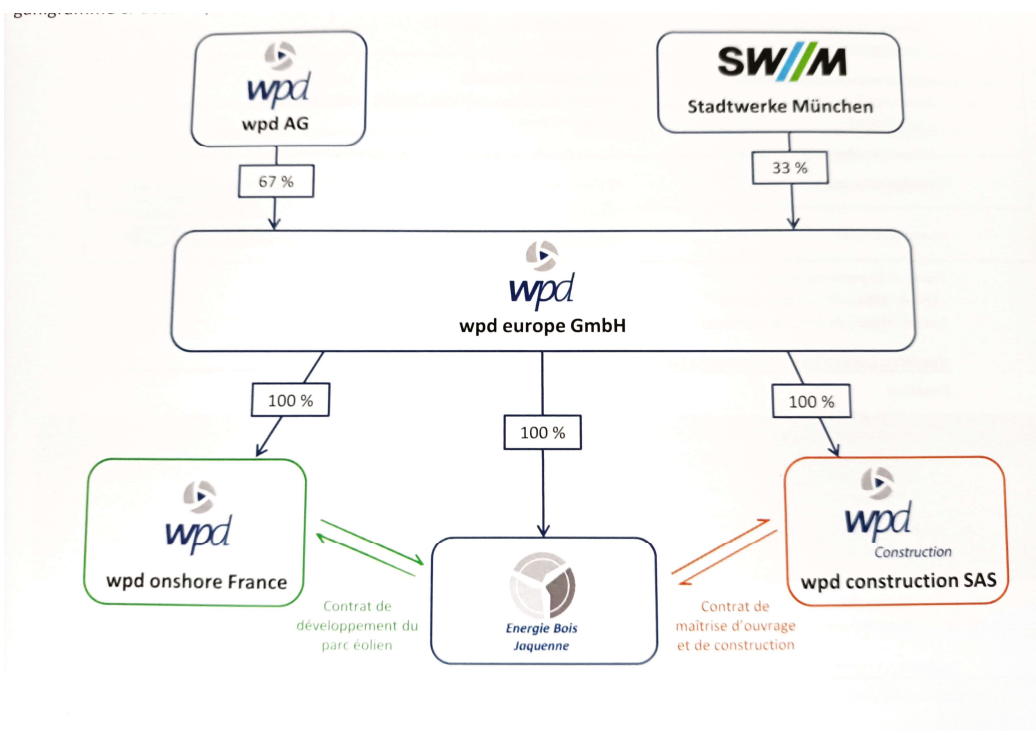 wpd
wpd AG
SW//M
Stadtwerke München
67 %
33 %
wpd
wpd europe GmbH
100 %
100 %
100 %
wpd
wpd onshore France
wpd
Construction
wpd construction SAS
Contrat de
développement du
parc éolien
Energie Bois
Jaquenne
Contrat de
maîtrise d'ouvrage
et de construction